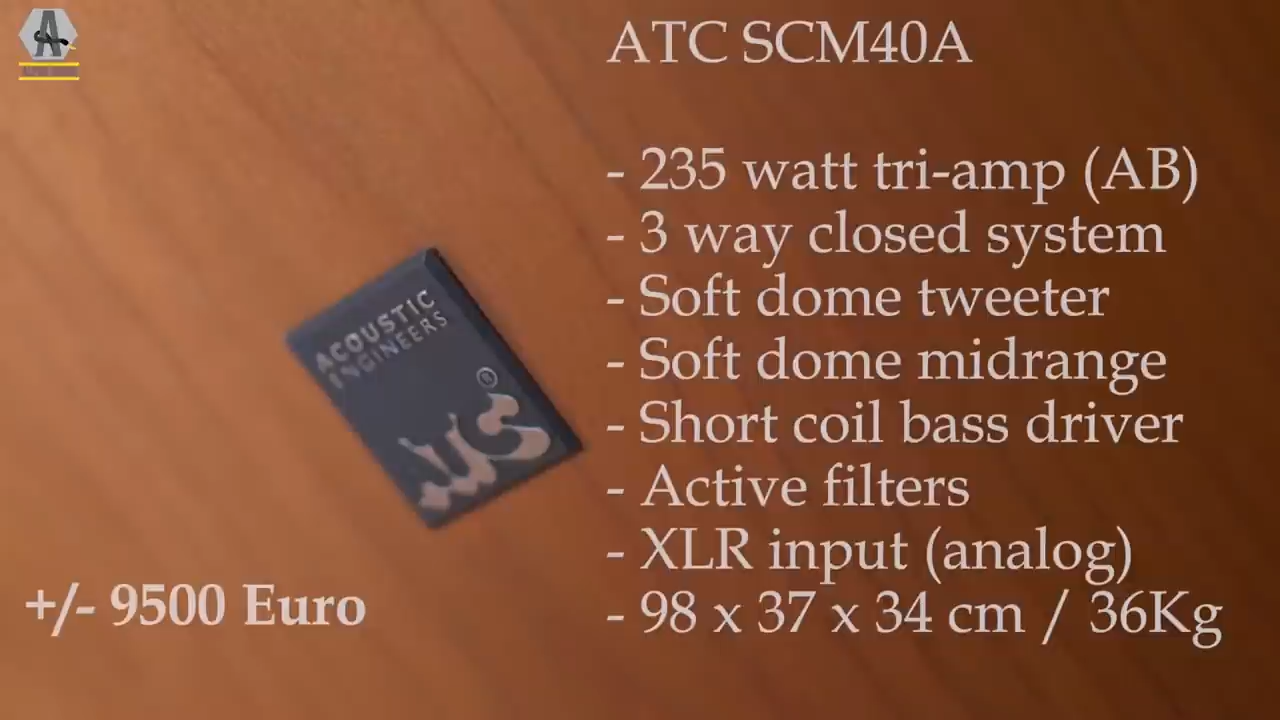 ATC SCM40A
- 235 watt tri-amp (AB)
- 3 way closed system
- Soft dome tweeter
- Soft dome midrange
- Short coil bass driver
- Active filters
- XLR input (analog)
- 98 x 37 x 34 cm / 36Kg
+/- 9500 Euro
ACOUSTIC
ENGINEERS
®
A